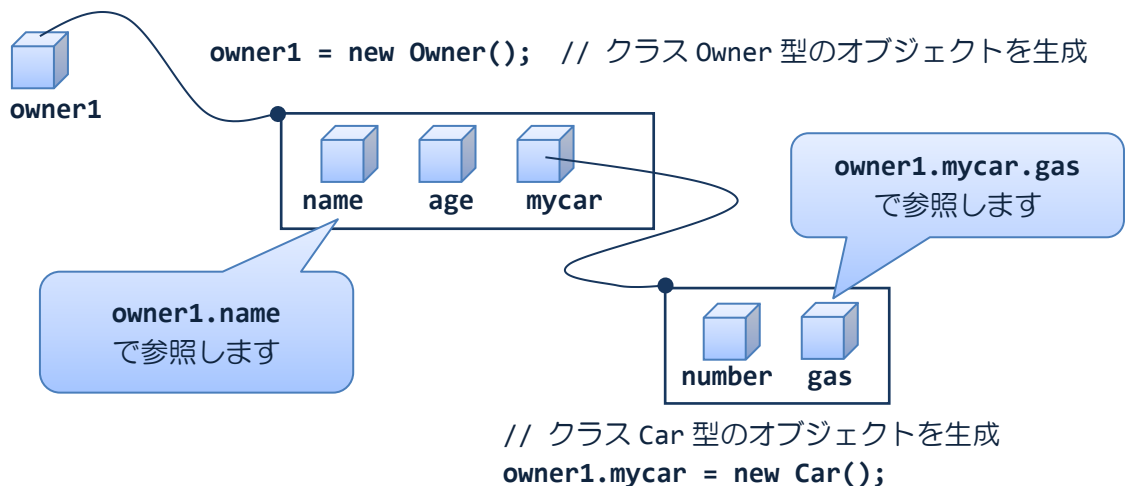 owner1 = new Owner(); // クラス Owner 型のオブジェクトを生成
owner1
name age mycar
owner1.mycar.gas
で参照します
owner1.name
で参照します
number gas
// クラス Car 型のオブジェクトを生成
owner1.mycar = new Car();